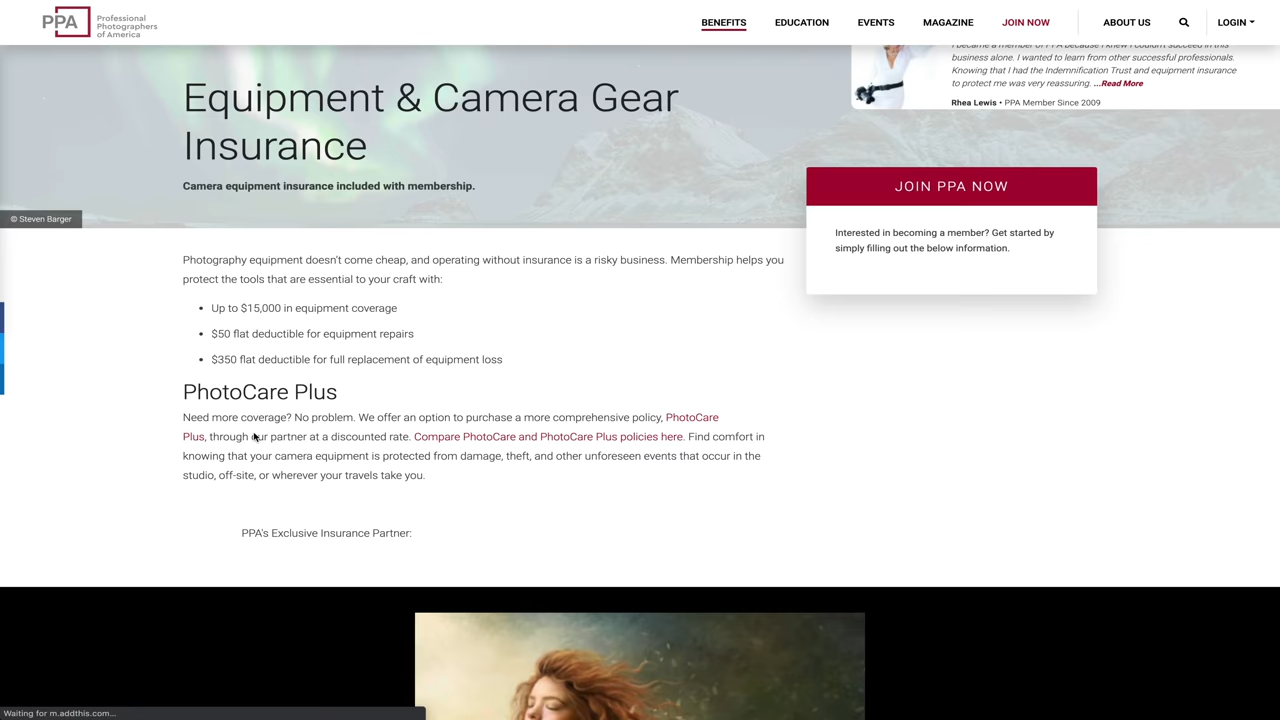 PPA
Professional
Photographers
of America
BENEFITS
EDUCATION
EVENTS
MAGAZINE
JOIN NOW
ABOUT US
LOGIN
I became a member of PPA because I knew I couldn't succeed in this
business alone. I wanted to learn from other successful professionals.
Knowing that I had the Indemnification Trust and equipment insurance
to protect me was very reassuring. ...Read More
Rhea Lewis • PPA Member Since 2009
Equipment & Camera Gear
Insurance
Camera equipment insurance included with membership.
© Steven Barger
JOIN PPA NOW
Interested in becoming a member? Get started by
simply filling out the below information.
Photography equipment doesn't come cheap, and operating without insurance is a risky business. Membership helps you
protect the tools that are essential to your craft with:
• Up to $15,000 in equipment coverage
• $50 flat deductible for equipment repairs
• $350 flat deductible for full replacement of equipment loss
PhotoCare Plus
Need more coverage? No problem. We offer an option to purchase a more comprehensive policy, PhotoCare
Plus, through our partner at a discounted rate. Compare PhotoCare and PhotoCare Plus policies here. Find comfort in
knowing that your camera equipment is protected from damage, theft, and other unforeseen events that occur in the
studio, off-site, or wherever your travels take you.
PPA's Exclusive Insurance Partner:
Waiting for m.addthis.com...